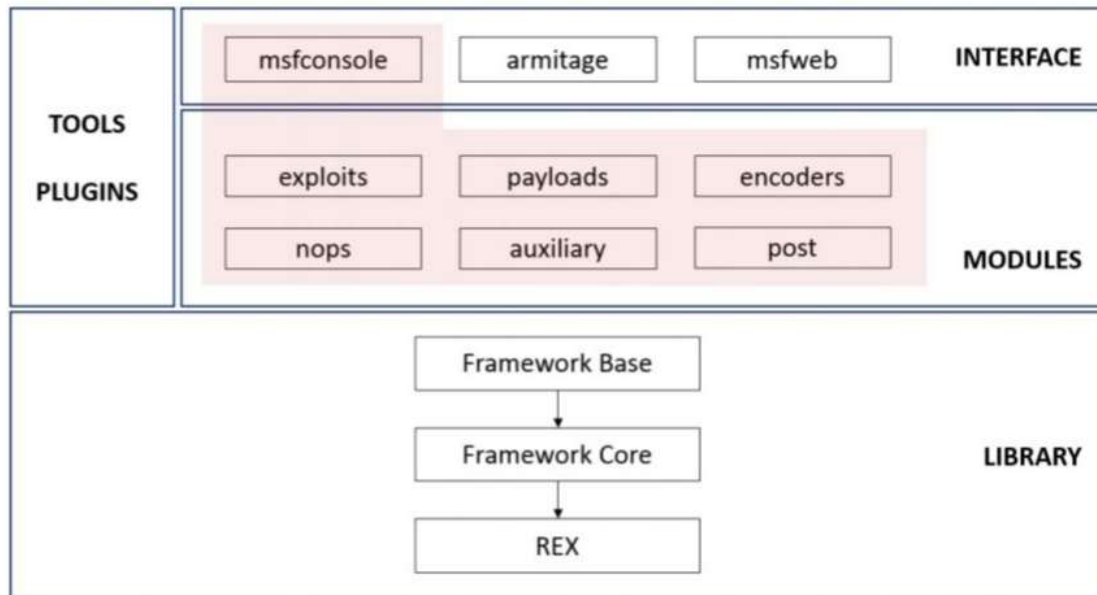 msfconsole
armitage
msfweb
INTERFACE
TOOLS
PLUGINS
exploits
payloads
encoders
nops
auxiliary
post
MODULES
Framework Base
Framework Core
REX
LIBRARY